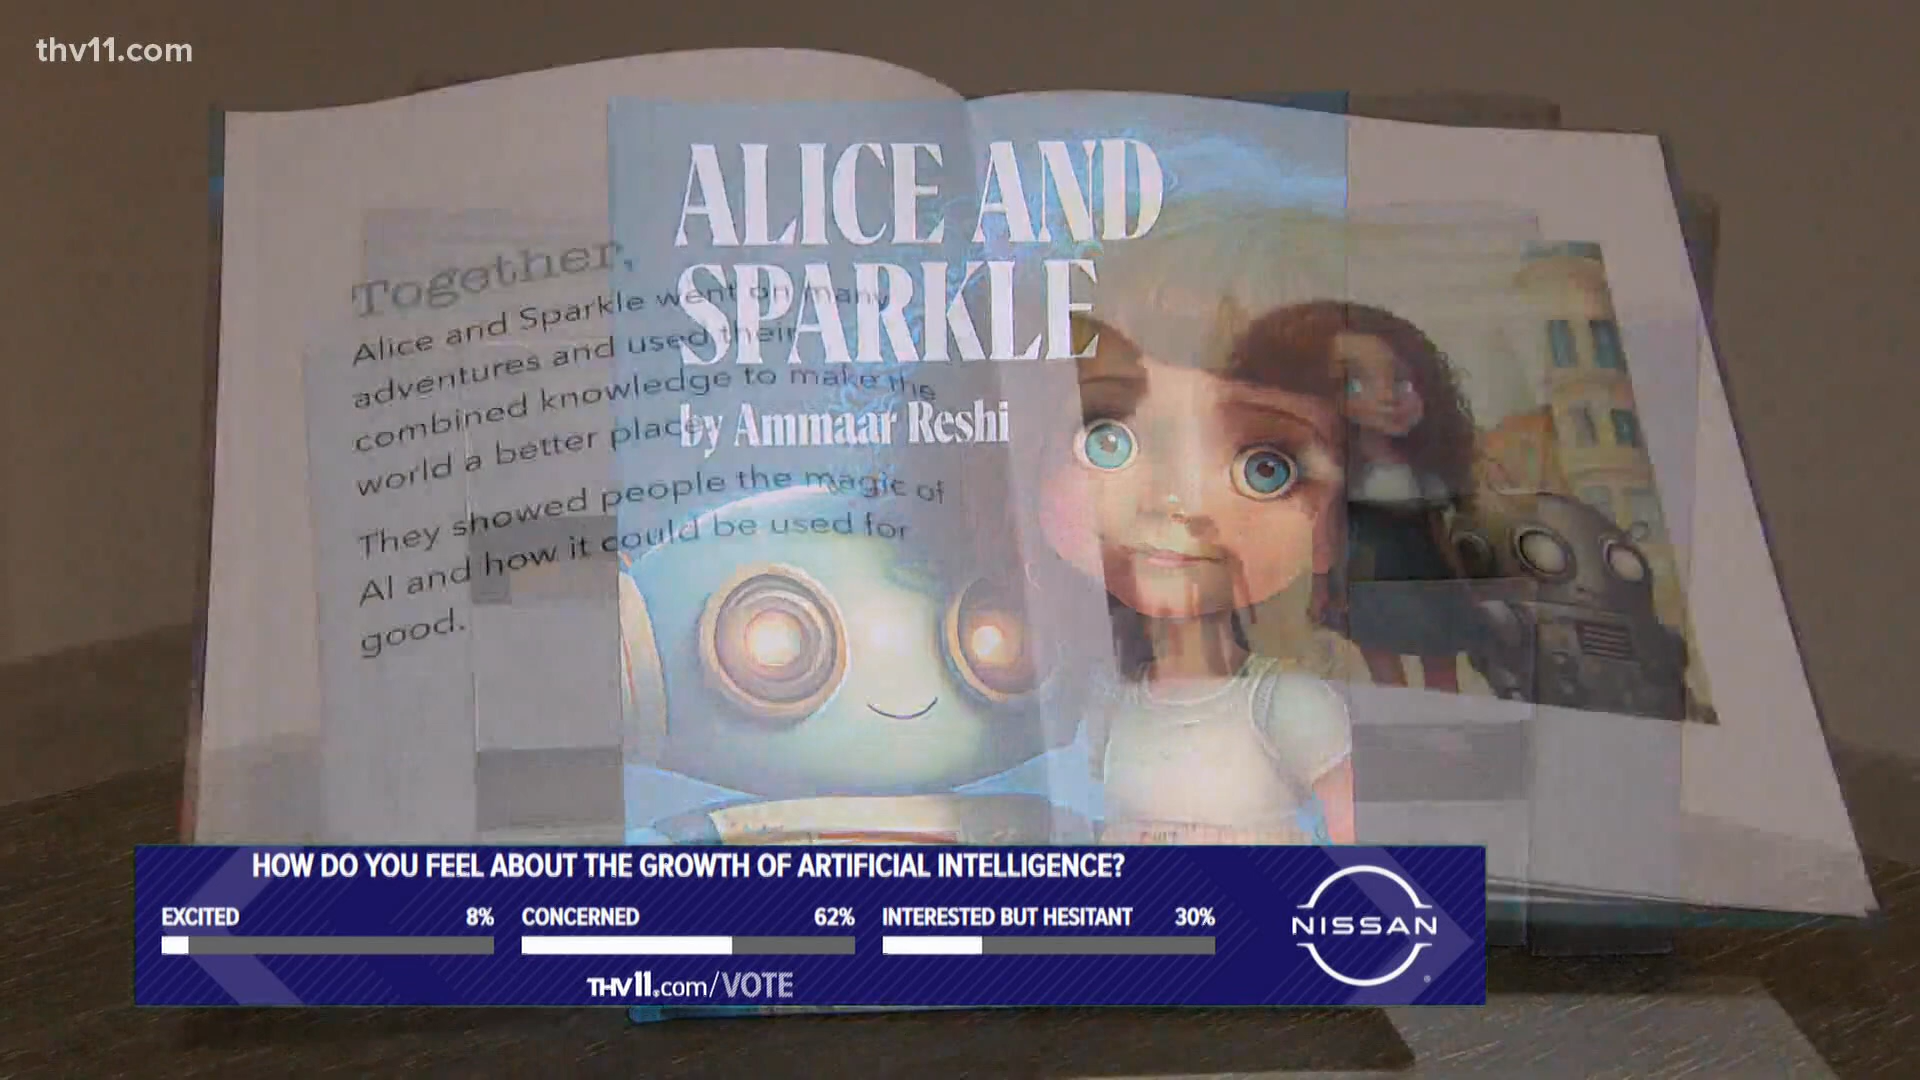 thv11.com
ALICE AND
SPARKLE
by Ammaar Reshi
Together,
Alice and Sparkle went on many
adventures and used their
combined knowledge to make the
world a better place.
They showed people the magic of
AI and how it could be used for
good.
HOW DO YOU FEEL ABOUT THE GROWTH OF ARTIFICIAL INTELLIGENCE?
EXCITED 8% CONCERNED 62% INTERESTED BUT HESITANT 30%
NISSAN
THV11.com/VOTE